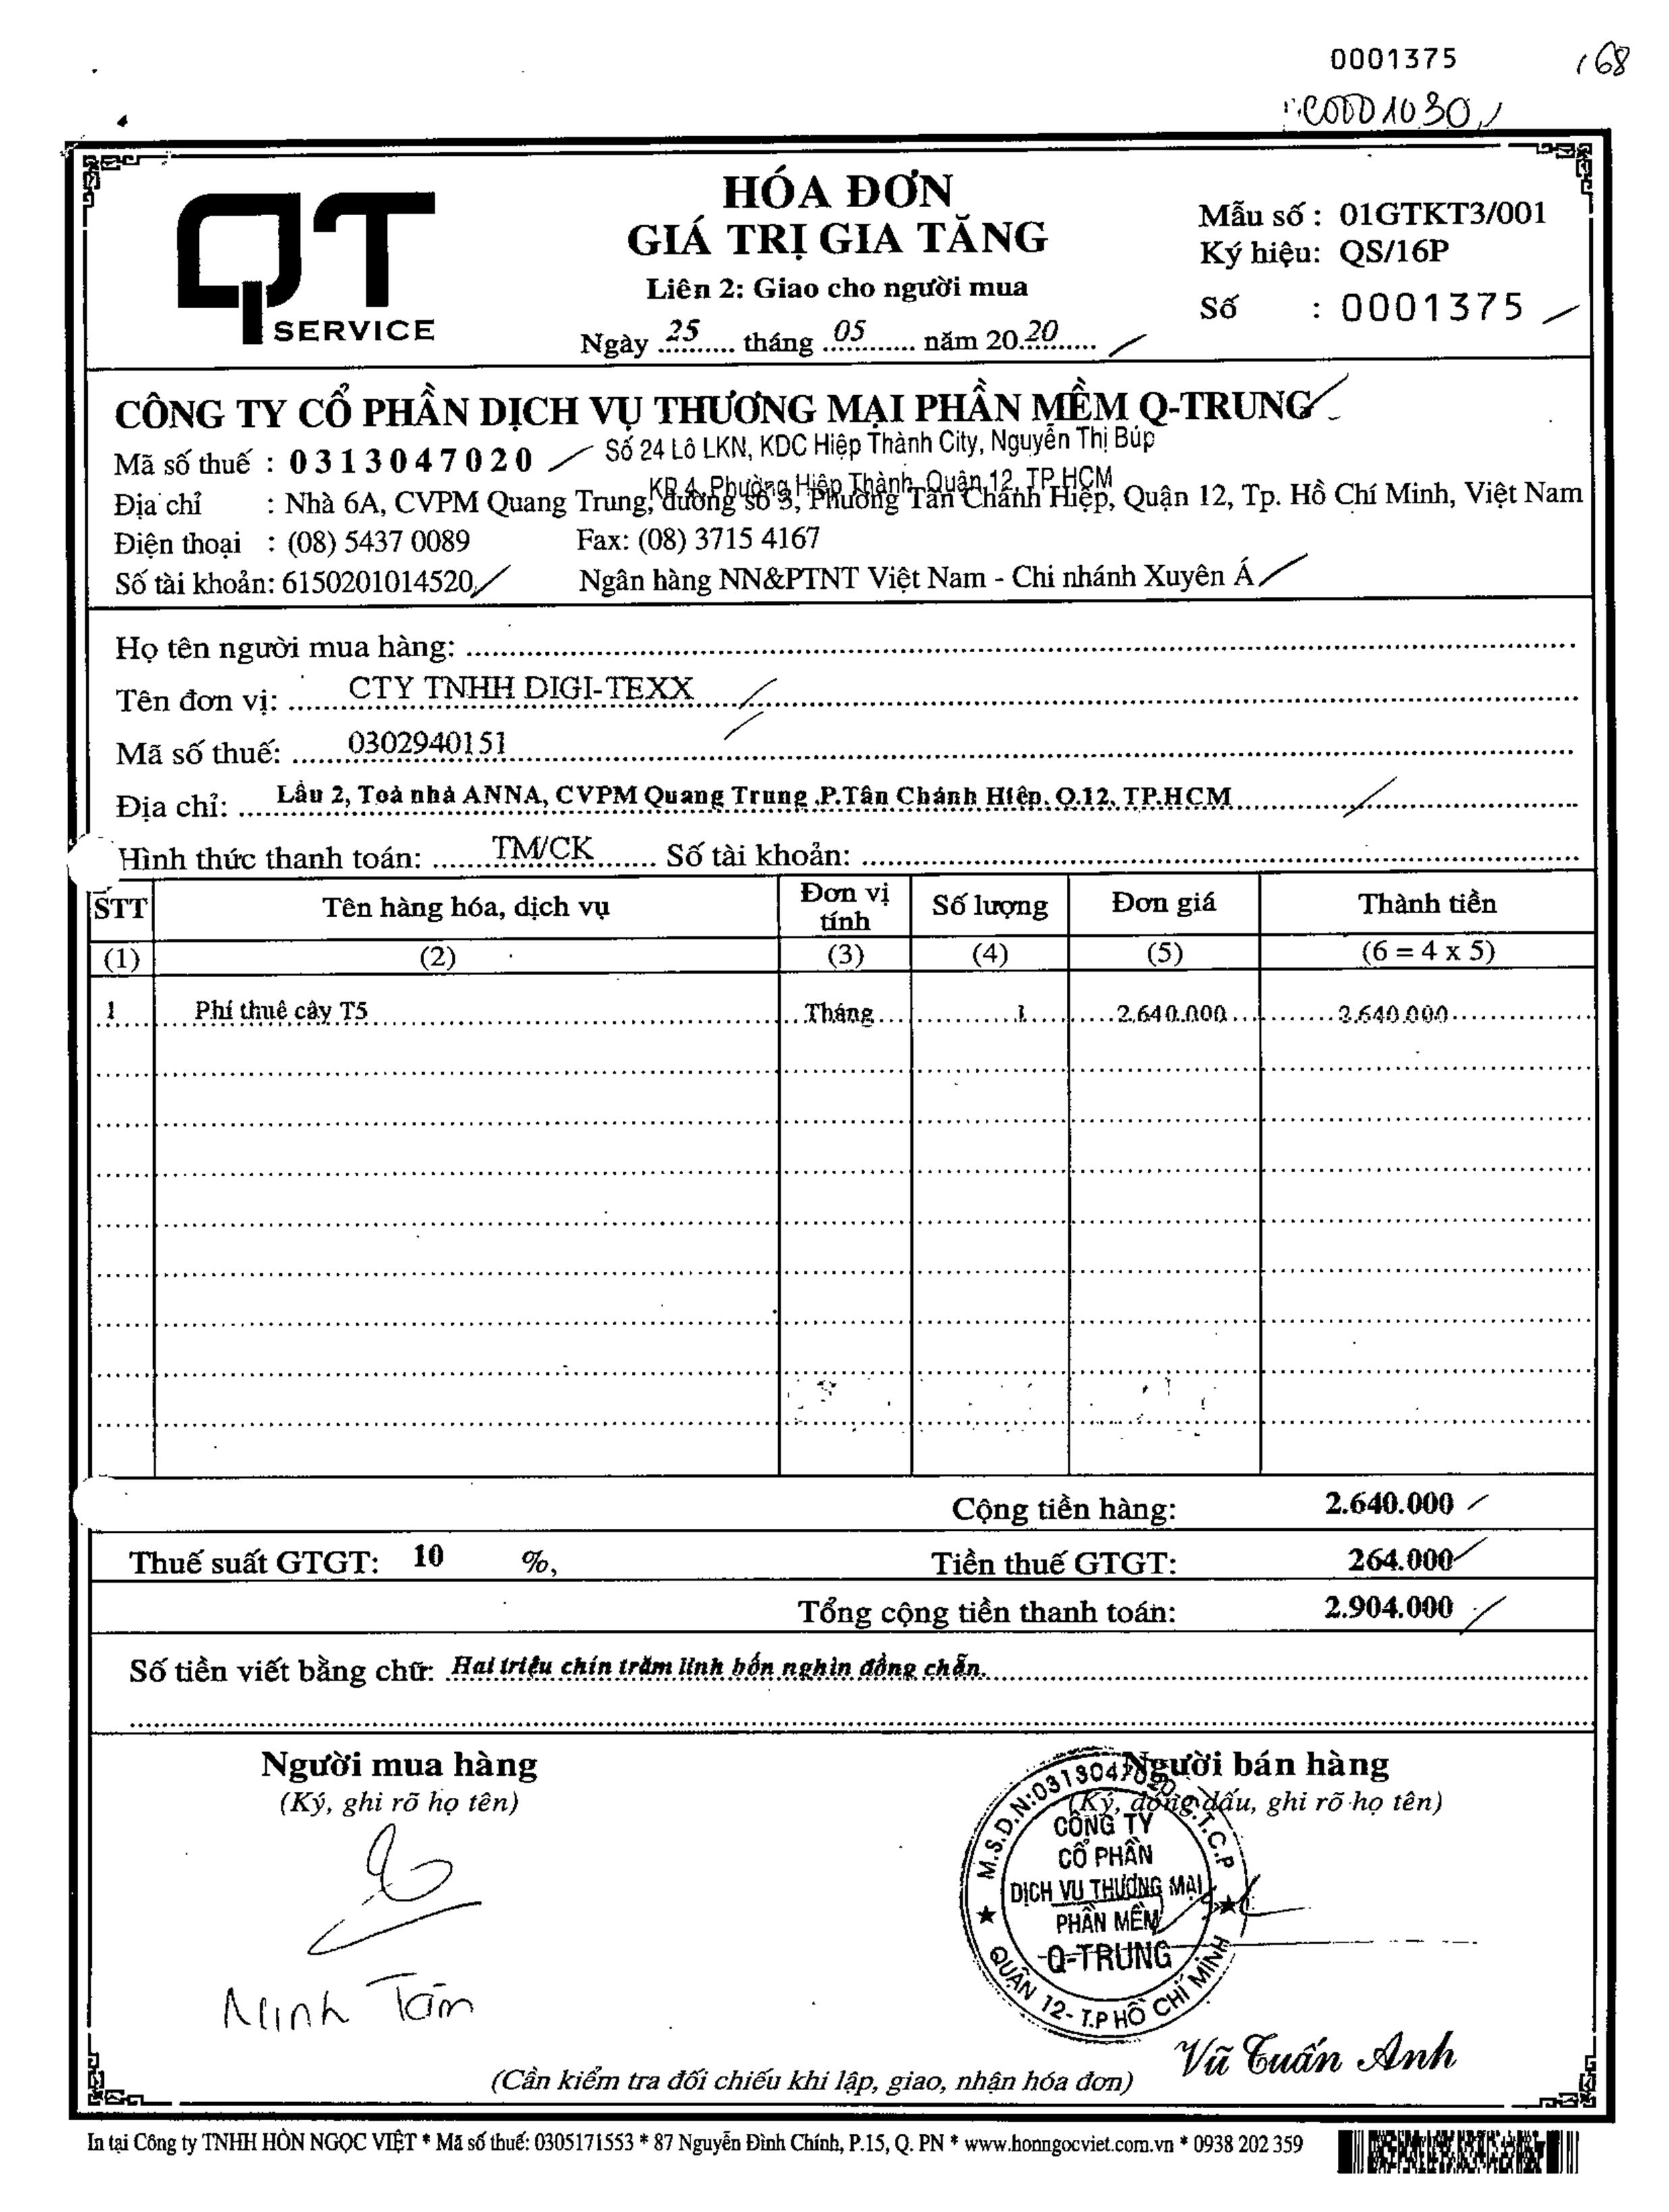 0001375
168
C0001030
QT
SERVICE
HÓA ĐƠN
GIÁ TRỊ GIA TĂNG
Liên 2: Giao cho người mua
Ngày 25 tháng 05 năm 2020
Mẫu số : 01GTKT3/001
Ký hiệu: QS/16P
Số : 0001375
CÔNG TY CỔ PHẦN DỊCH VỤ THƯƠNG MẠI PHẦN MỀM Q-TRUNG
Mã số thuế : 0313047020
Số 24 Lô LKN, KDC Hiệp Thành City, Nguyễn Thị Búp
KP.4, Phường Hiệp Thành, Quận 12, TP.HCM
Địa chỉ : Nhà 6A, CVPM Quang Trung, đường số 3, Phường Tân Chánh Hiệp, Quận 12, Tp. Hồ Chí Minh, Việt Nam
Điện thoại : (08) 5437 0089 Fax: (08) 3715 4167
Số tài khoản: 6150201014520 Ngân hàng NN&PTNT Việt Nam - Chi nhánh Xuyên Á
Họ tên người mua hàng:
Tên đơn vị: CTY TNHH DIGI-TEXX
Mã số thuế: 0302940151
Địa chỉ: Lầu 2, Toà nhà ANNA, CVPM Quang Trung ,P.Tân Chánh Hiệp, Q.12, TP.HCM
Hình thức thanh toán: TM/CK Số tài khoản:
STT Tên hàng hóa, dịch vụ Đơn vị tính Số lượng Đơn giá Thành tiền
(1) (2) (3) (4) (5) (6 = 4 x 5)
1 Phí thuê cây T5 Tháng 1 2.640.000 2.640.000
Cộng tiền hàng: 2.640.000
Thuế suất GTGT: 10 %, Tiền thuế GTGT: 264.000
Tổng cộng tiền thanh toán: 2.904.000
Số tiền viết bằng chữ: Hai triệu chín trăm linh bốn nghìn đồng chẵn.
Người mua hàng
(Ký, ghi rõ họ tên)
Minh Tâm
Người bán hàng
(Ký, đóng dấu, ghi rõ họ tên)
M.S.D.N:0313047020-C.T.C.P
CÔNG TY
CỔ PHẦN
DỊCH VỤ THƯƠNG MẠI
PHẦN MỀM
Q-TRUNG
QUẬN 12-T.P HỒ CHÍ MINH
Vũ Tuấn Anh
(Cần kiểm tra đối chiếu khi lập, giao, nhận hóa đơn)
In tại Công ty TNHH HÒN NGỌC VIỆT * Mã số thuế: 0305171553 * 87 Nguyễn Đình Chính, P.15, Q. PN * www.honngocviet.com.vn * 0938 202 359